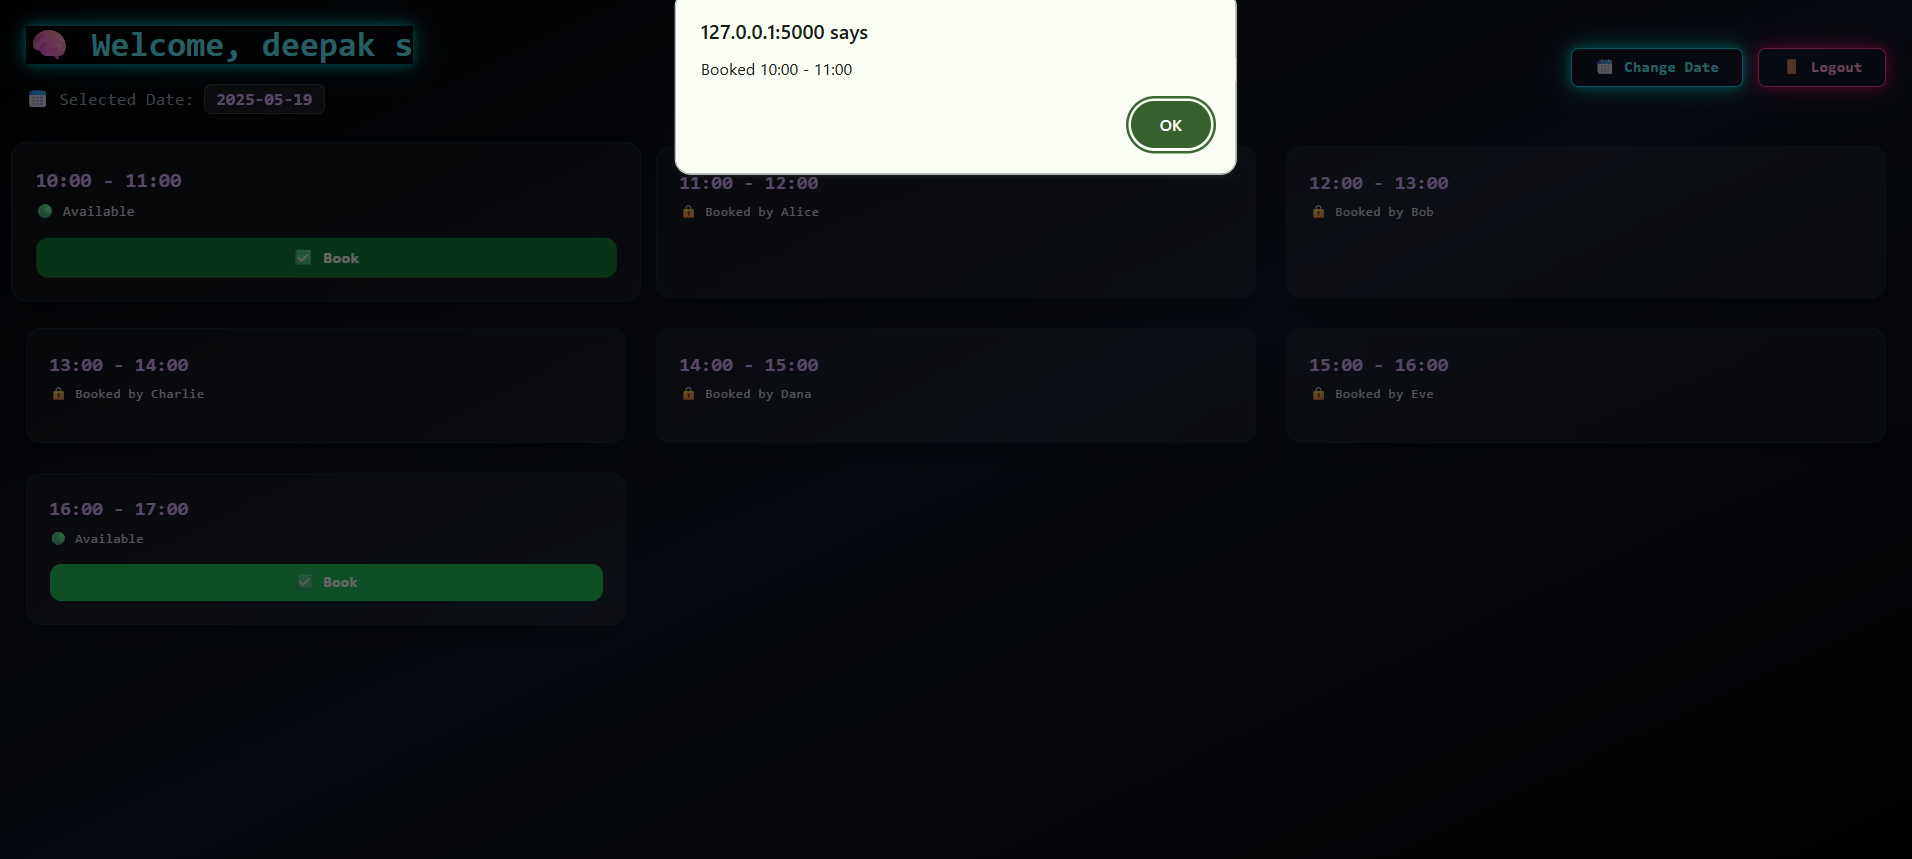 Welcome, deepak s
Selected Date: 2025-05-19
127.0.0.1:5000 says
Booked 10:00 - 11:00
OK
Change Date
Logout
10:00 - 11:00
Available
Book
11:00 - 12:00
Booked by Alice
12:00 - 13:00
Booked by Bob
13:00 - 14:00
Booked by Charlie
14:00 - 15:00
Booked by Dana
15:00 - 16:00
Booked by Eve
16:00 - 17:00
Available
Book